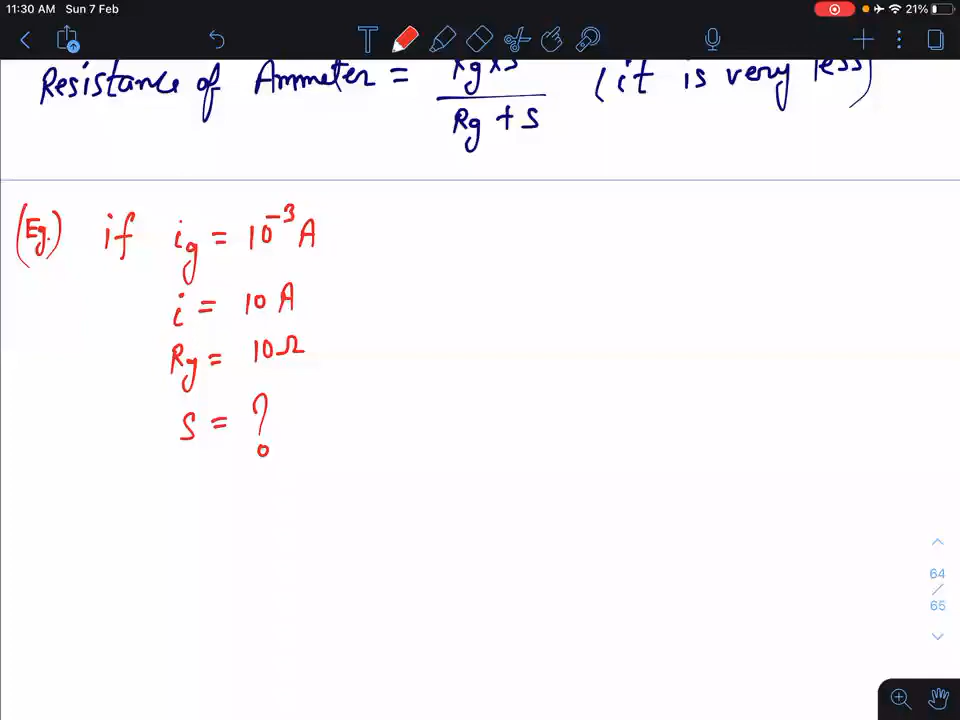 11:30 AM Sun 7 Feb
21%
T
Resistance of Ammeter = Rg x S / Rg + S (it is very less)
(Eg.) if ig = 10⁻³ A
i = 10 A
Rg = 10 Ω
S = ?
64
/
65